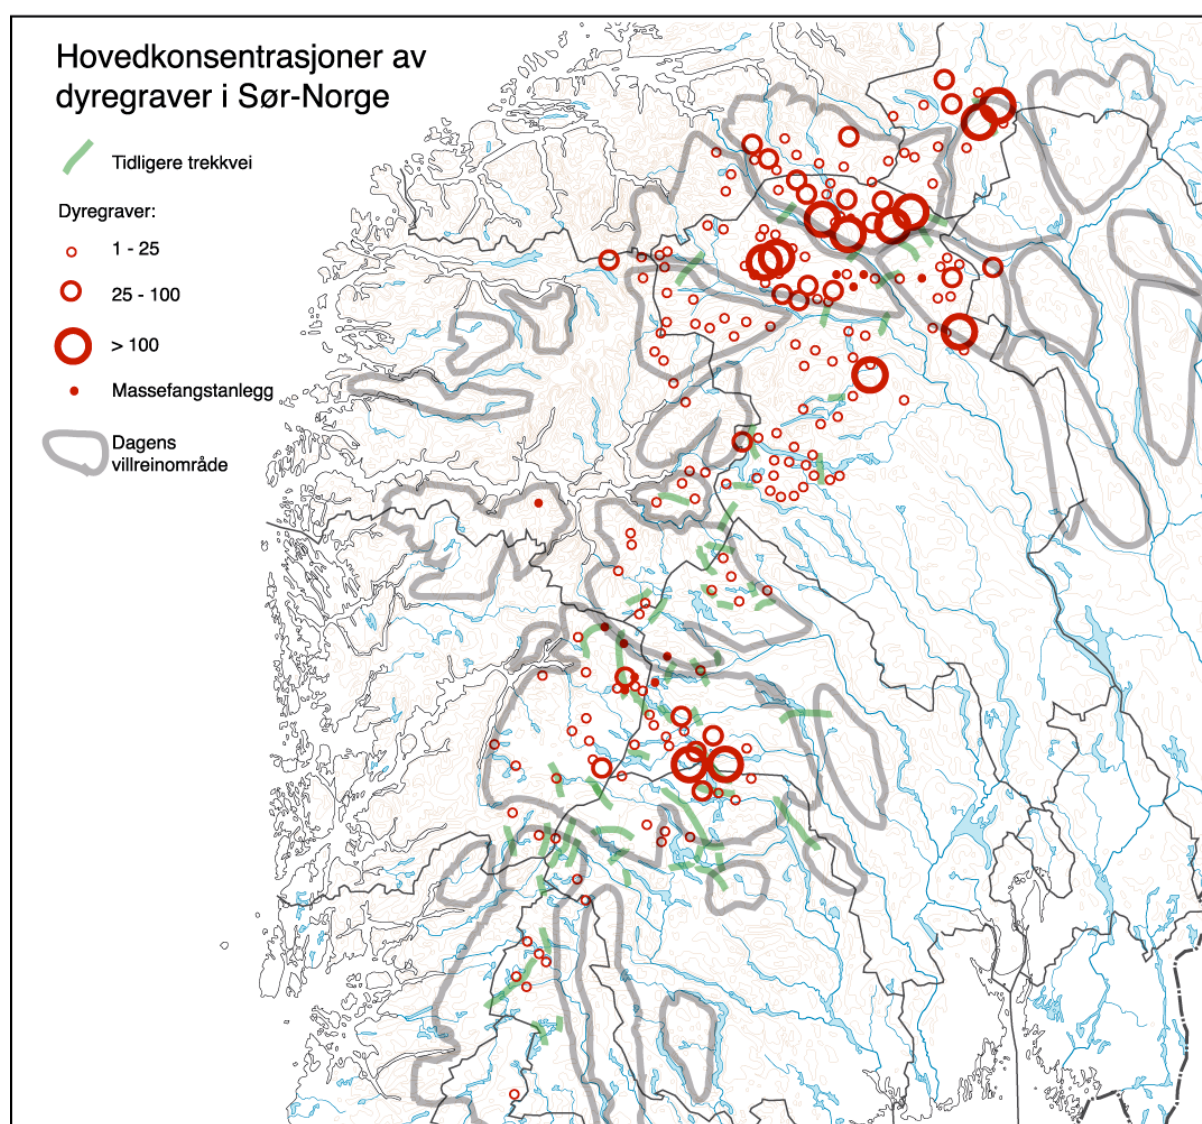 Hovedkonsentrasjoner av
dyregraver i Sør-Norge
Tidligere trekkvei
Dyregraver:
1 - 25
25 - 100
> 100
Massefangstanlegg
Dagens
villreinområde